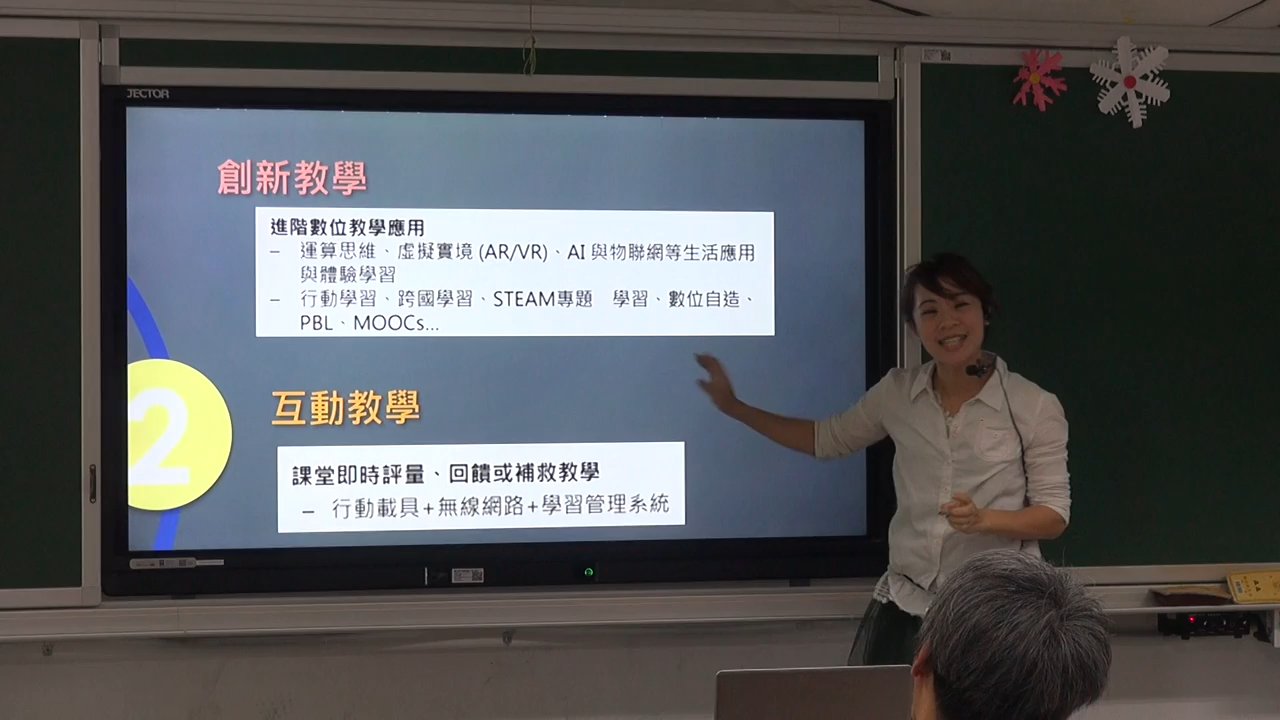 JECTOR
創新教學
進階數位教學應用
– 運算思維、虛擬實境 (AR/VR)、AI 與物聯網等生活應用
與體驗學習
– 行動學習、跨國學習、STEAM專題 學習、數位自造、
PBL、MOOCs...
2
互動教學
課堂即時評量、回饋或補救教學
– 行動載具+無線網路+學習管理系統